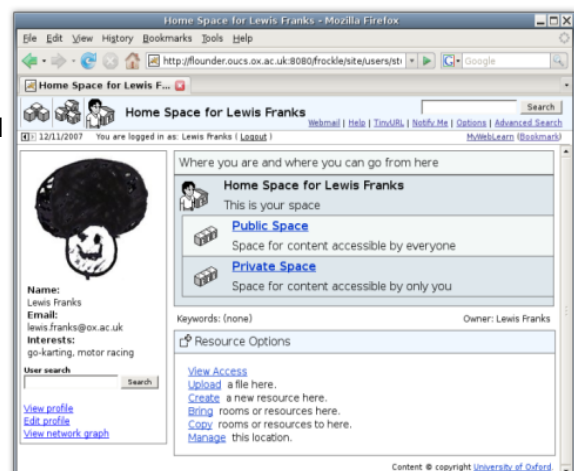 Home Space for Lewis Franks - Mozilla Firefox
File Edit View History Bookmarks Tools Help
http://flounder.oucs.ox.ac.uk:8080/frockle/site/users/st
Google
Home Space for Lewis F...
Home Space for Lewis Franks
Search
Webmail | Help | TinyURL | Notify Me | Options | Advanced Search
12/11/2007 You are logged in as: Lewis Franks ( Logout )
MyWebLearn (Bookmark)
Name:
Lewis Franks
Email:
lewis.franks@ox.ac.uk
Interests:
go-karting, motor racing
User search
Search
View profile
Edit profile
View network graph
Where you are and where you can go from here
Home Space for Lewis Franks
This is your space
Public Space
Space for content accessible by everyone
Private Space
Space for content accessible by only you
Keywords: (none)
Owner: Lewis Franks
Resource Options
View Access
Upload a file here.
Create a new resource here.
Bring rooms or resources here.
Copy rooms or resources to here.
Manage this location.
Content © copyright University of Oxford.